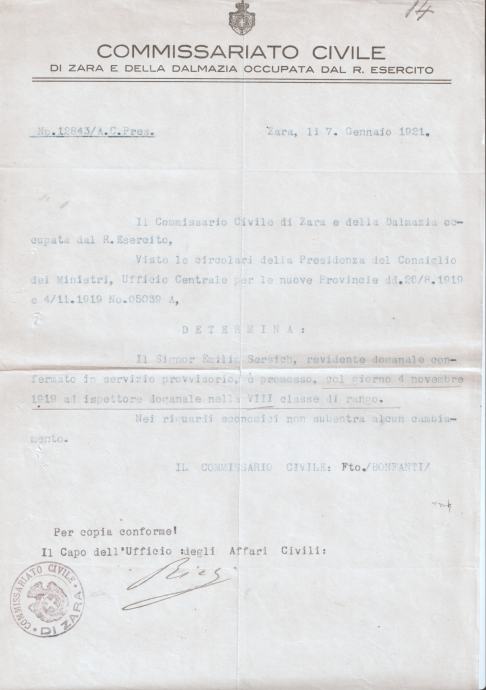 14
COMMISSARIATO CIVILE
DI ZARA E DELLA DALMAZIA OCCUPATA DAL R. ESERCITO
No.12843/A.C.Pres.
Zara, li 7. Gennaio 1921.
Il Commissario Civile di Zara e della Dalmazia oc-
cupata dal R.Esercito,
Viste le circolari della Presidenza del Consiglio
dei Ministri, Ufficio Centrale per le nuove Provincie dd.20/8.1919
e 4/11.1919 No.05039 A,
DETERMINA:
Il Signor Emilio Sersich, revidente doganale con-
fermato in servizio provvisorio, è promosso, col giorno 4 novembre
1919 ad ispettore doganale nella VIII classe di rango.
Nei riguardi economici non subentra alcun cambia-
mento.
IL COMMISSARIO CIVILE: Fto./BONFANTI/
Per copia conforme!
Il Capo dell'Ufficio degli Affari Civili:
COMMISSARIATO CIVILE
DI ZARA